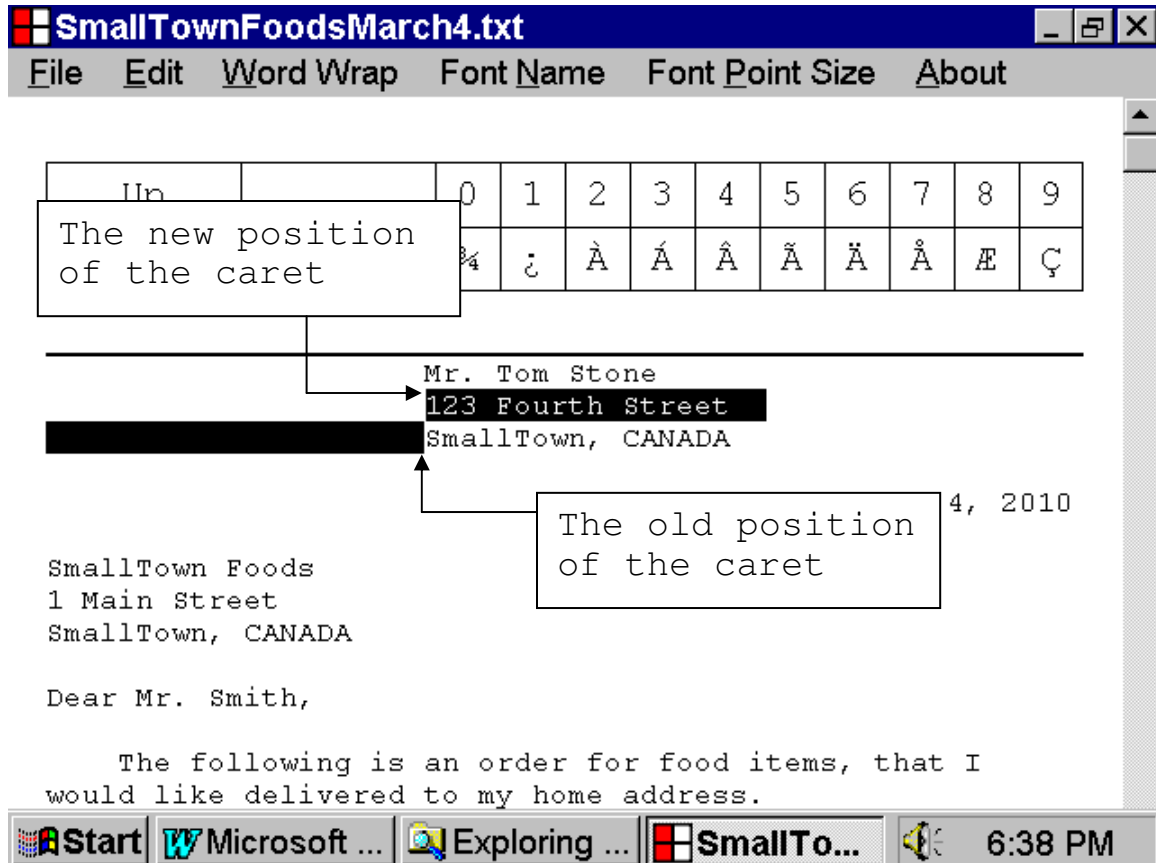 SmallTownFoodsMarch4.txt
File Edit Word Wrap Font Name Font Point Size About
Up 0 1 2 3 4 5 6 7 8 9
¾ ¿ À Á Â Ã Ä Å Æ Ç
The new position
of the caret
Mr. Tom Stone
123 Fourth Street
SmallTown, CANADA
4, 2010
The old position
of the caret
SmallTown Foods
1 Main Street
SmallTown, CANADA
Dear Mr. Smith,
The following is an order for food items, that I
would like delivered to my home address.
Start Microsoft ... Exploring ... SmallTo... 6:38 PM